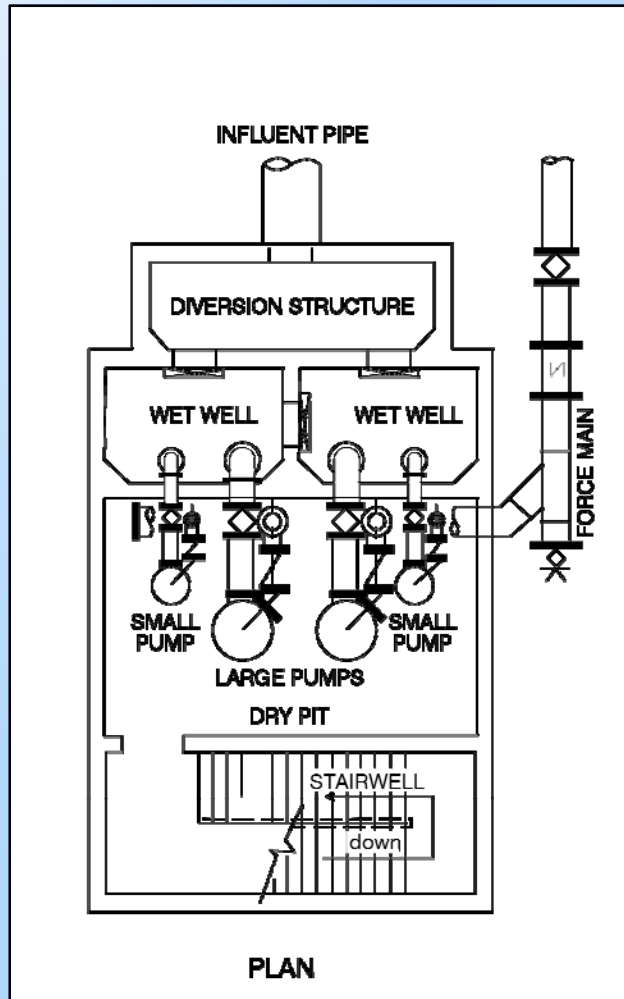 INFLUENT PIPE
DIVERSION STRUCTURE
WET WELL
WET WELL
FORCE MAIN
SMALL
PUMP
SMALL
PUMP
LARGE PUMPS
DRY PIT
STAIRWELL
down
PLAN